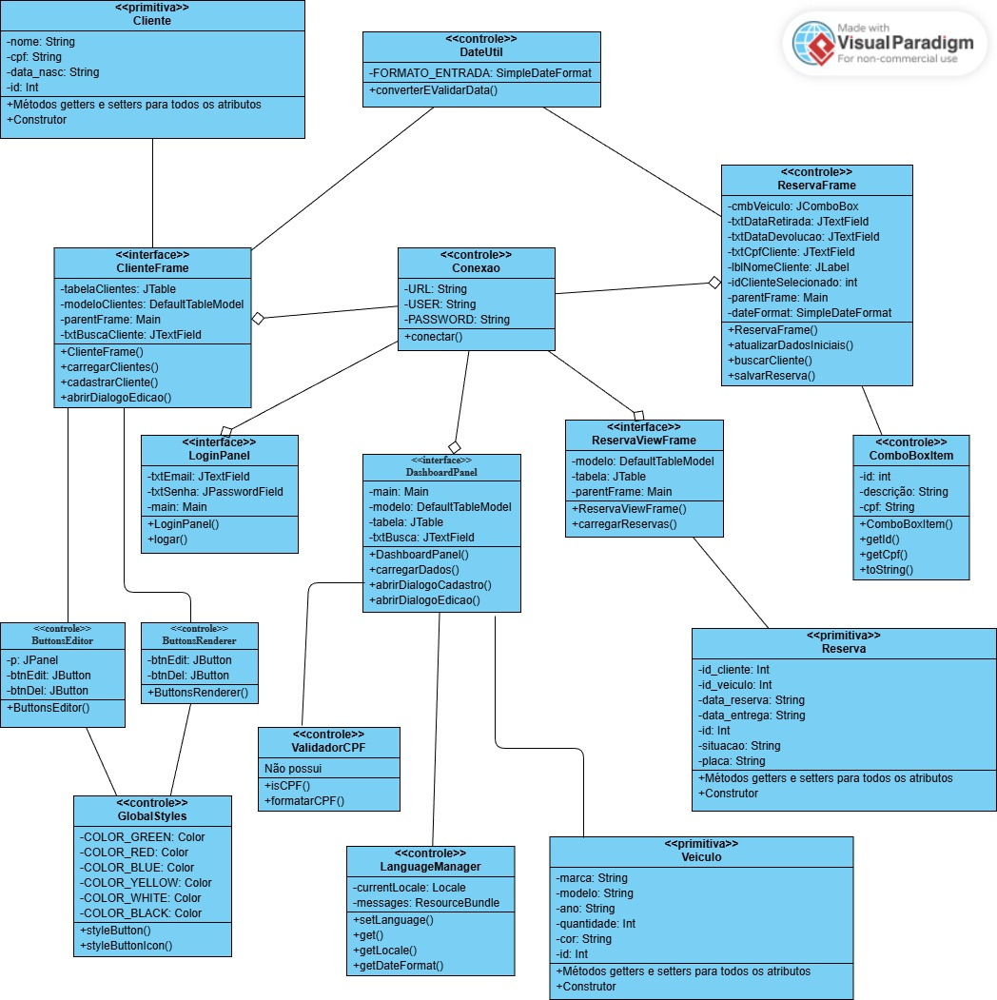 <<primitiva>>
Cliente
-nome: String
-cpf: String
-data_nasc: String
-id: Int
+Métodos getters e setters para todos os atributos
+Construtor
<<controle>>
DateUtil
-FORMATO_ENTRADA: SimpleDateFormat
+converterEValidarData()
Made with
VisualParadigm
For non-commercial use
<<controle>>
ReservaFrame
-cmbVeiculo: JComboBox
-txtDataRetirada: JTextField
-txtDataDevolucao: JTextField
-txtCpfCliente: JTextField
-lblNomeCliente: JLabel
-idClienteSelecionado: int
-parentFrame: Main
-dateFormat: SimpleDateFormat
+ReservaFrame()
+atualizarDadosIniciais()
+buscarCliente()
+salvarReserva()
<<interface>>
ClienteFrame
-tabelaClientes: JTable
-modeloClientes: DefaultTableModel
-parentFrame: Main
-txtBuscaCliente: JTextField
+ClienteFrame()
+carregarClientes()
+cadastrarCliente()
+abrirDialogoEdicao()
<<controle>>
Conexao
-URL: String
-USER: String
-PASSWORD: String
+conectar()
<<interface>>
LoginPanel
-txtEmail: JTextField
-txtSenha: JPasswordField
-main: Main
+LoginPanel()
+logar()
<<interface>>
DashboardPanel
-main: Main
-modelo: DefaultTableModel
-tabela: JTable
-txtBusca: JTextField
+DashboardPanel()
+carregarDados()
+abrirDialogoCadastro()
+abrirDialogoEdicao()
<<interface>>
ReservaViewFrame
-modelo: DefaultTableModel
-tabela: JTable
-parentFrame: Main
+ReservaViewFrame()
+carregarReservas()
<<controle>>
ComboBoxItem
-id: int
-descrição: String
-cpf: String
+ComboBoxItem()
+getId()
+getCpf()
+toString()
<<controle>>
ButtonsEditor
-p: JPanel
-btnEdit: JButton
-btnDel: JButton
+ButtonsEditor()
<<controle>>
ButtonsRenderer
-btnEdit: JButton
-btnDel: JButton
+ButtonsRenderer()
<<primitiva>>
Reserva
-id_cliente: Int
-id_veiculo: Int
-data_reserva: String
-data_entrega: String
-id: Int
-situacao: String
-placa: String
+Métodos getters e setters para todos os atributos
+Construtor
<<controle>>
ValidadorCPF
Não possui
+isCPF()
+formatarCPF()
<<controle>>
GlobalStyles
-COLOR_GREEN: Color
-COLOR_RED: Color
-COLOR_BLUE: Color
-COLOR_YELLOW: Color
-COLOR_WHITE: Color
-COLOR_BLACK: Color
+styleButton()
+styleButtonIcon()
<<controle>>
LanguageManager
-currentLocale: Locale
-messages: ResourceBundle
+setLanguage()
+get()
+getLocale()
+getDateFormat()
<<primitiva>>
Veiculo
-marca: String
-modelo: String
-ano: String
-quantidade: Int
-cor: String
-id: Int
+Métodos getters e setters para todos os atributos
+Construtor